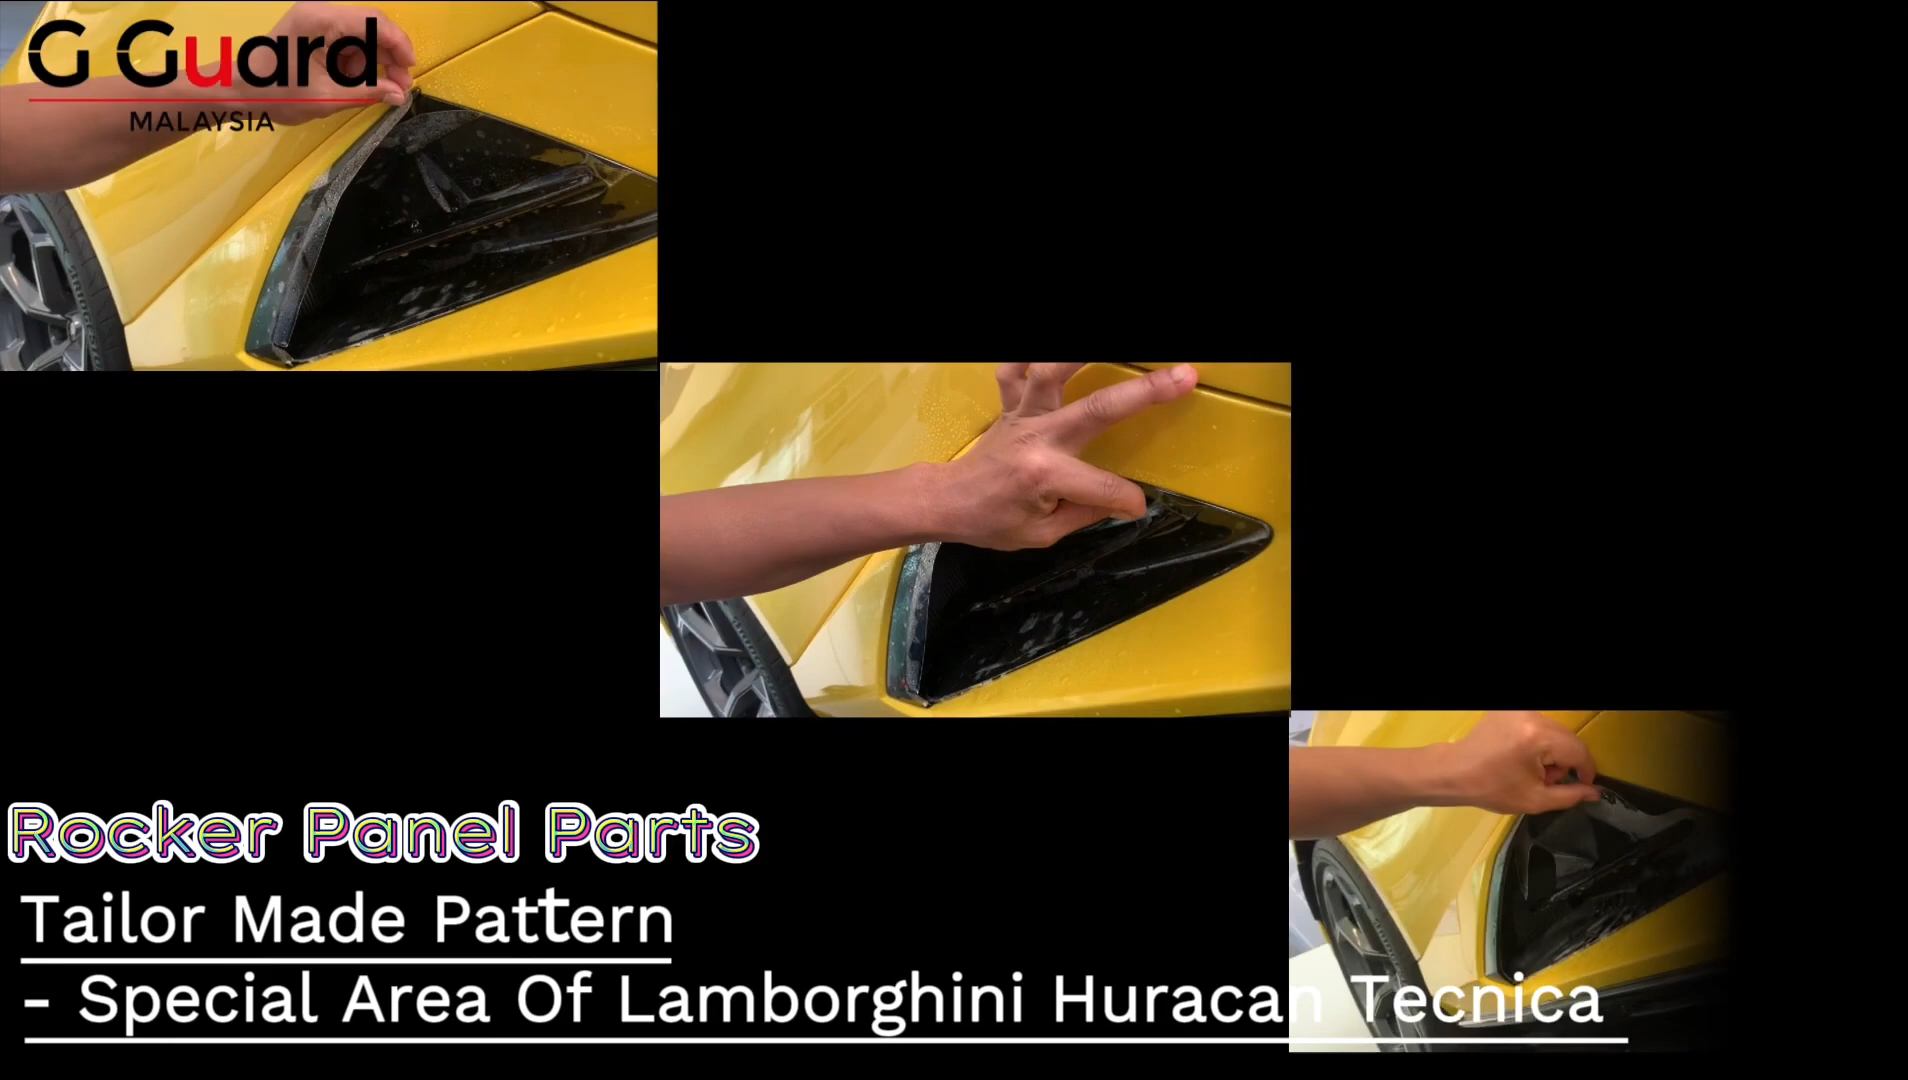 G Guard
MALAYSIA
Rocker Panel Parts
Tailor Made Pattern
- Special Area Of Lamborghini Huracan Tecnica